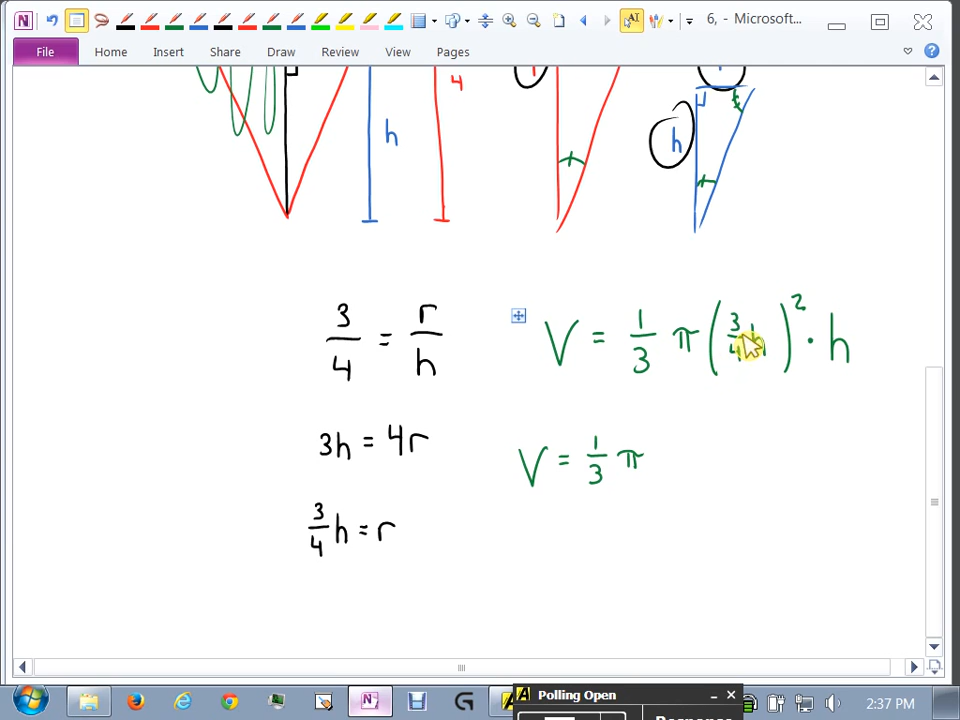 6, - Microsoft...
File Home Insert Share Draw Review View Pages
4
h
h
3/4 = r/h
V = 1/3 π (3/4 h)² · h
3h = 4r
V = 1/3 π
3/4 h = r
Polling Open
2:37 PM